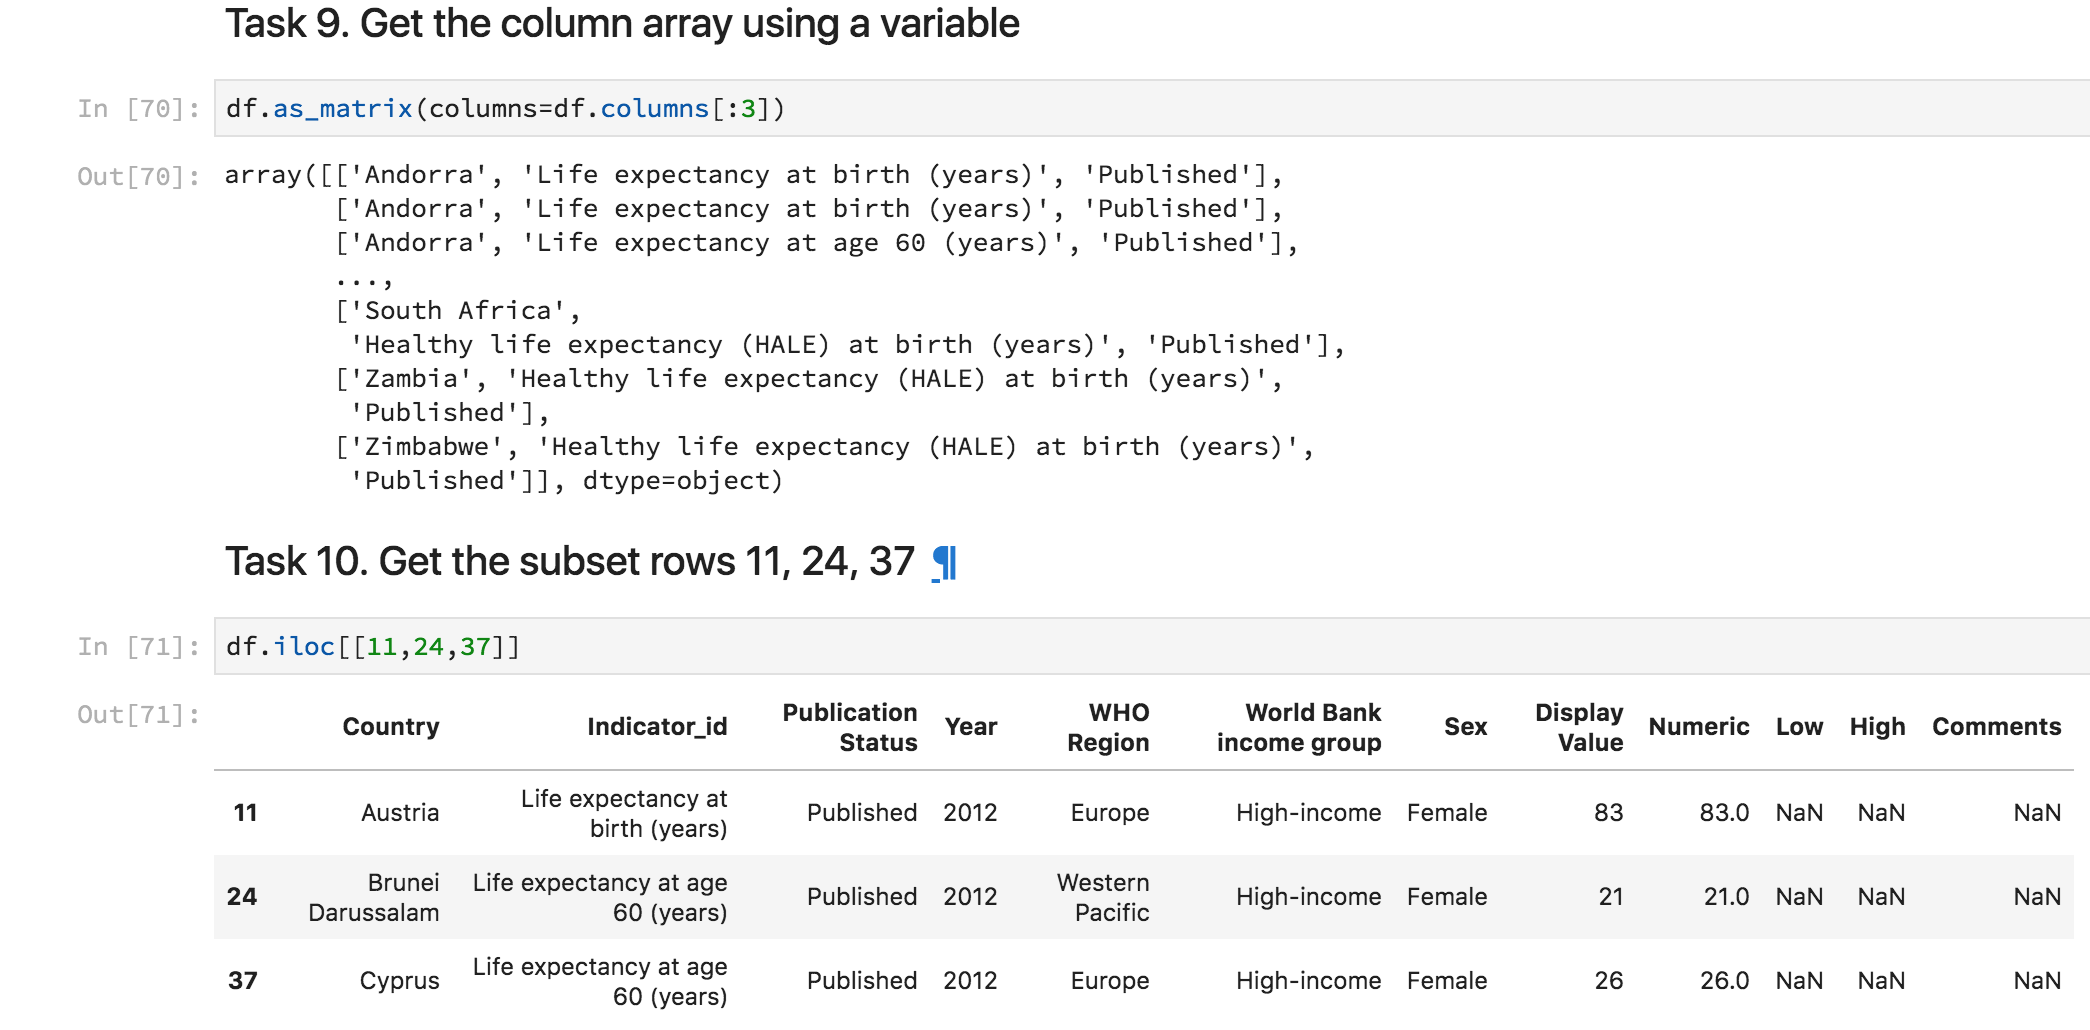 Task 9. Get the column array using a variable
In [70]: df.as_matrix(columns=df.columns[:3])
Out[70]: array([['Andorra', 'Life expectancy at birth (years)', 'Published'],
['Andorra', 'Life expectancy at birth (years)', 'Published'],
['Andorra', 'Life expectancy at age 60 (years)', 'Published'],
...,
['South Africa',
'Healthy life expectancy (HALE) at birth (years)', 'Published'],
['Zambia', 'Healthy life expectancy (HALE) at birth (years)',
'Published'],
['Zimbabwe', 'Healthy life expectancy (HALE) at birth (years)',
'Published']], dtype=object)
Task 10. Get the subset rows 11, 24, 37 ¶
In [71]: df.iloc[[11,24,37]]
Out[71]:
Country Indicator_id Publication Status Year WHO Region World Bank income group Sex Display Value Numeric Low High Comments
11 Austria Life expectancy at birth (years) Published 2012 Europe High-income Female 83 83.0 NaN NaN NaN
24 Brunei Darussalam Life expectancy at age 60 (years) Published 2012 Western Pacific High-income Female 21 21.0 NaN NaN NaN
37 Cyprus Life expectancy at age 60 (years) Published 2012 Europe High-income Female 26 26.0 NaN NaN NaN